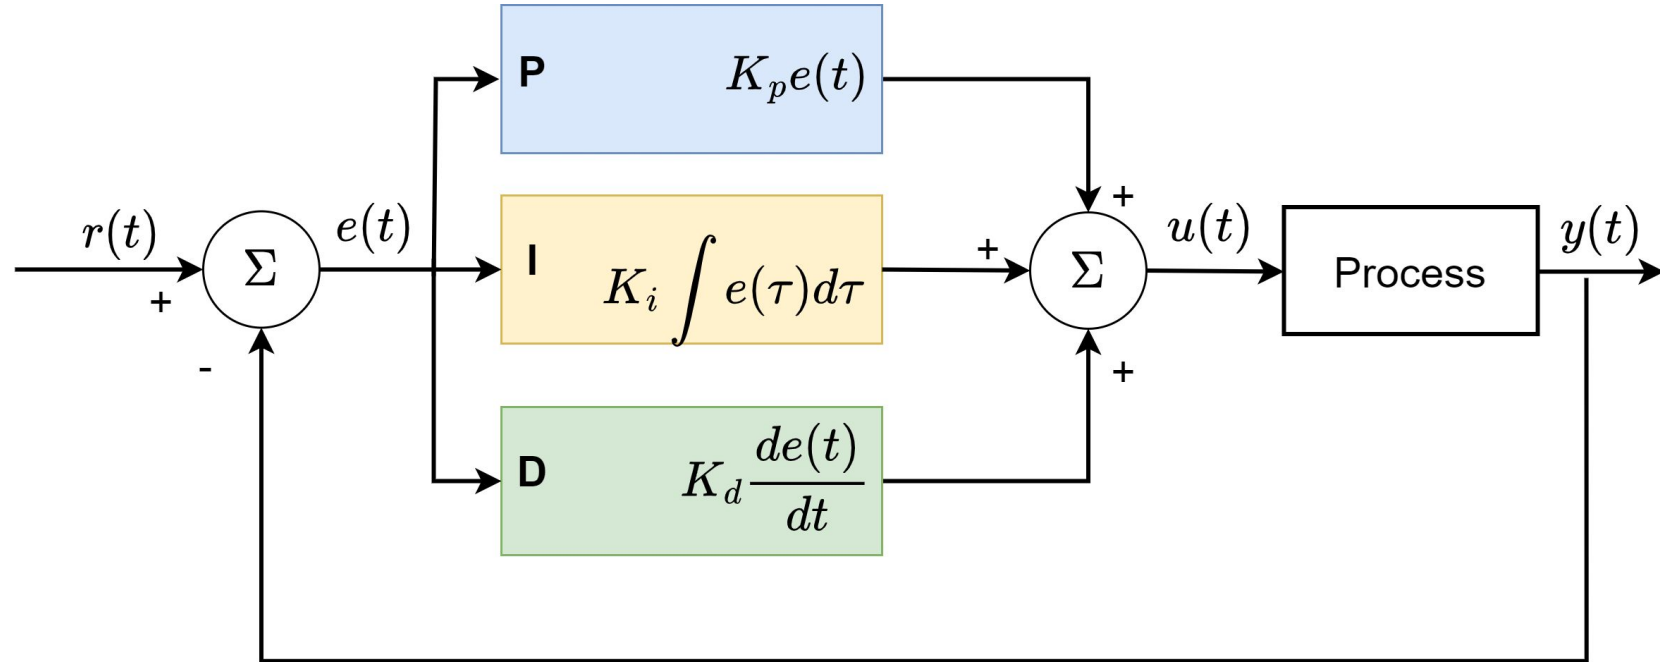 P K_p e(t)
r(t)
+
Σ
e(t)
I K_i ∫ e(τ)dτ
+
+
Σ
u(t)
Process
y(t)
-
D K_d de(t)/dt
+